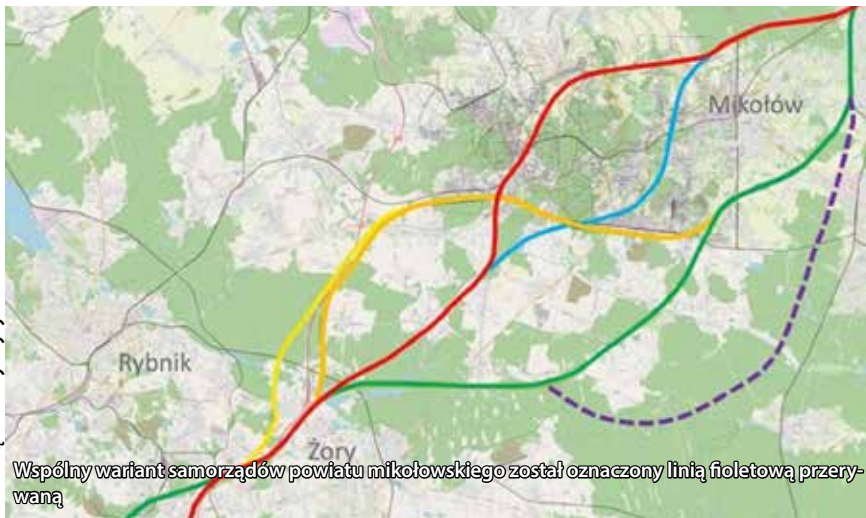 Mikołów
Rybnik
Żory
Wspólny wariant samorządów powiatu mikołowskiego został oznaczony linią fioletową przery-
waną